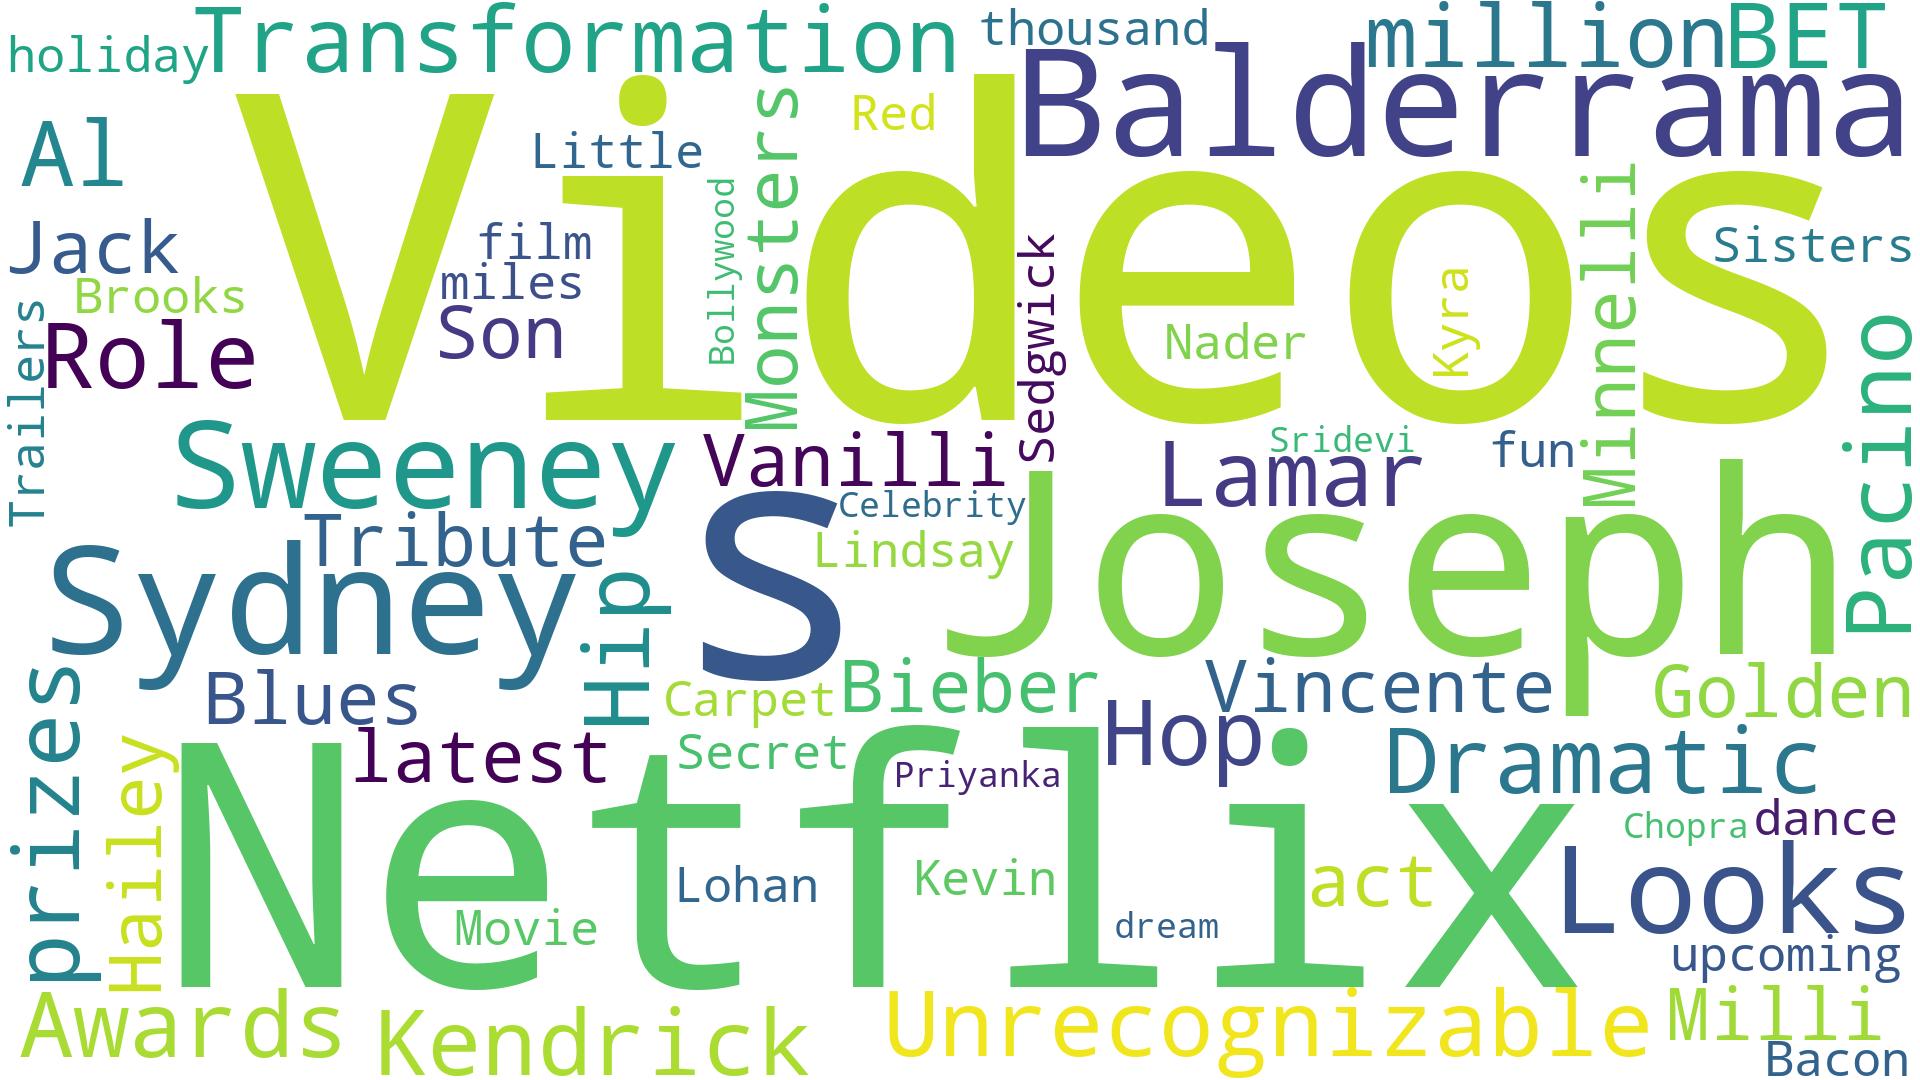 holiday
Transformation
thousand
million
BET
Balderrama
Al
Videos
Little
Red
Monsters
Bollywood
Jack
film
miles
Son
Brooks
Role
Trailers
Sedgwick
Nader
Kyra
Minnelli
Sisters
Pacino
Sweeney
Vanilli
Sridevi
Lamar
fun
Tribute
Celebrity
Lindsay
Sydney
S
Joseph
Hip
Blues
Carpet
Bieber
Vincente
Golden
prizes
latest
Secret
Priyanka
Hop
Dramatic
Hailey
Netflix
Lohan
Kevin
act
Chopra
dance
Looks
Movie
dream
upcoming
Awards
Kendrick
Unrecognizable
Milli
Bacon